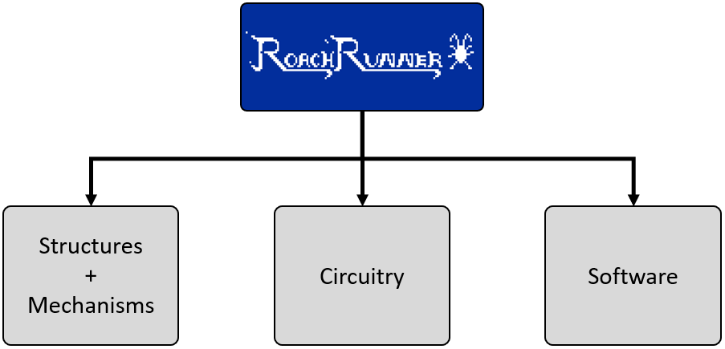 RoachRunner
Structures
+
Mechanisms
Circuitry
Software